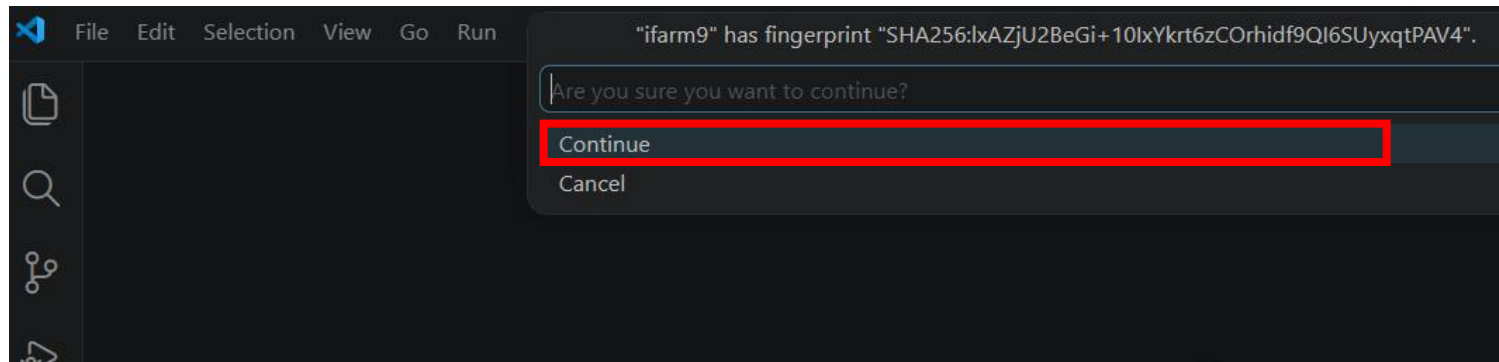 File Edit Selection View Go Run
"ifarm9" has fingerprint "SHA256:lxAZjU2BeGi+10IxYkrt6zCOrhidf9QI6SUyxqtPAV4".
Are you sure you want to continue?
Continue
Cancel